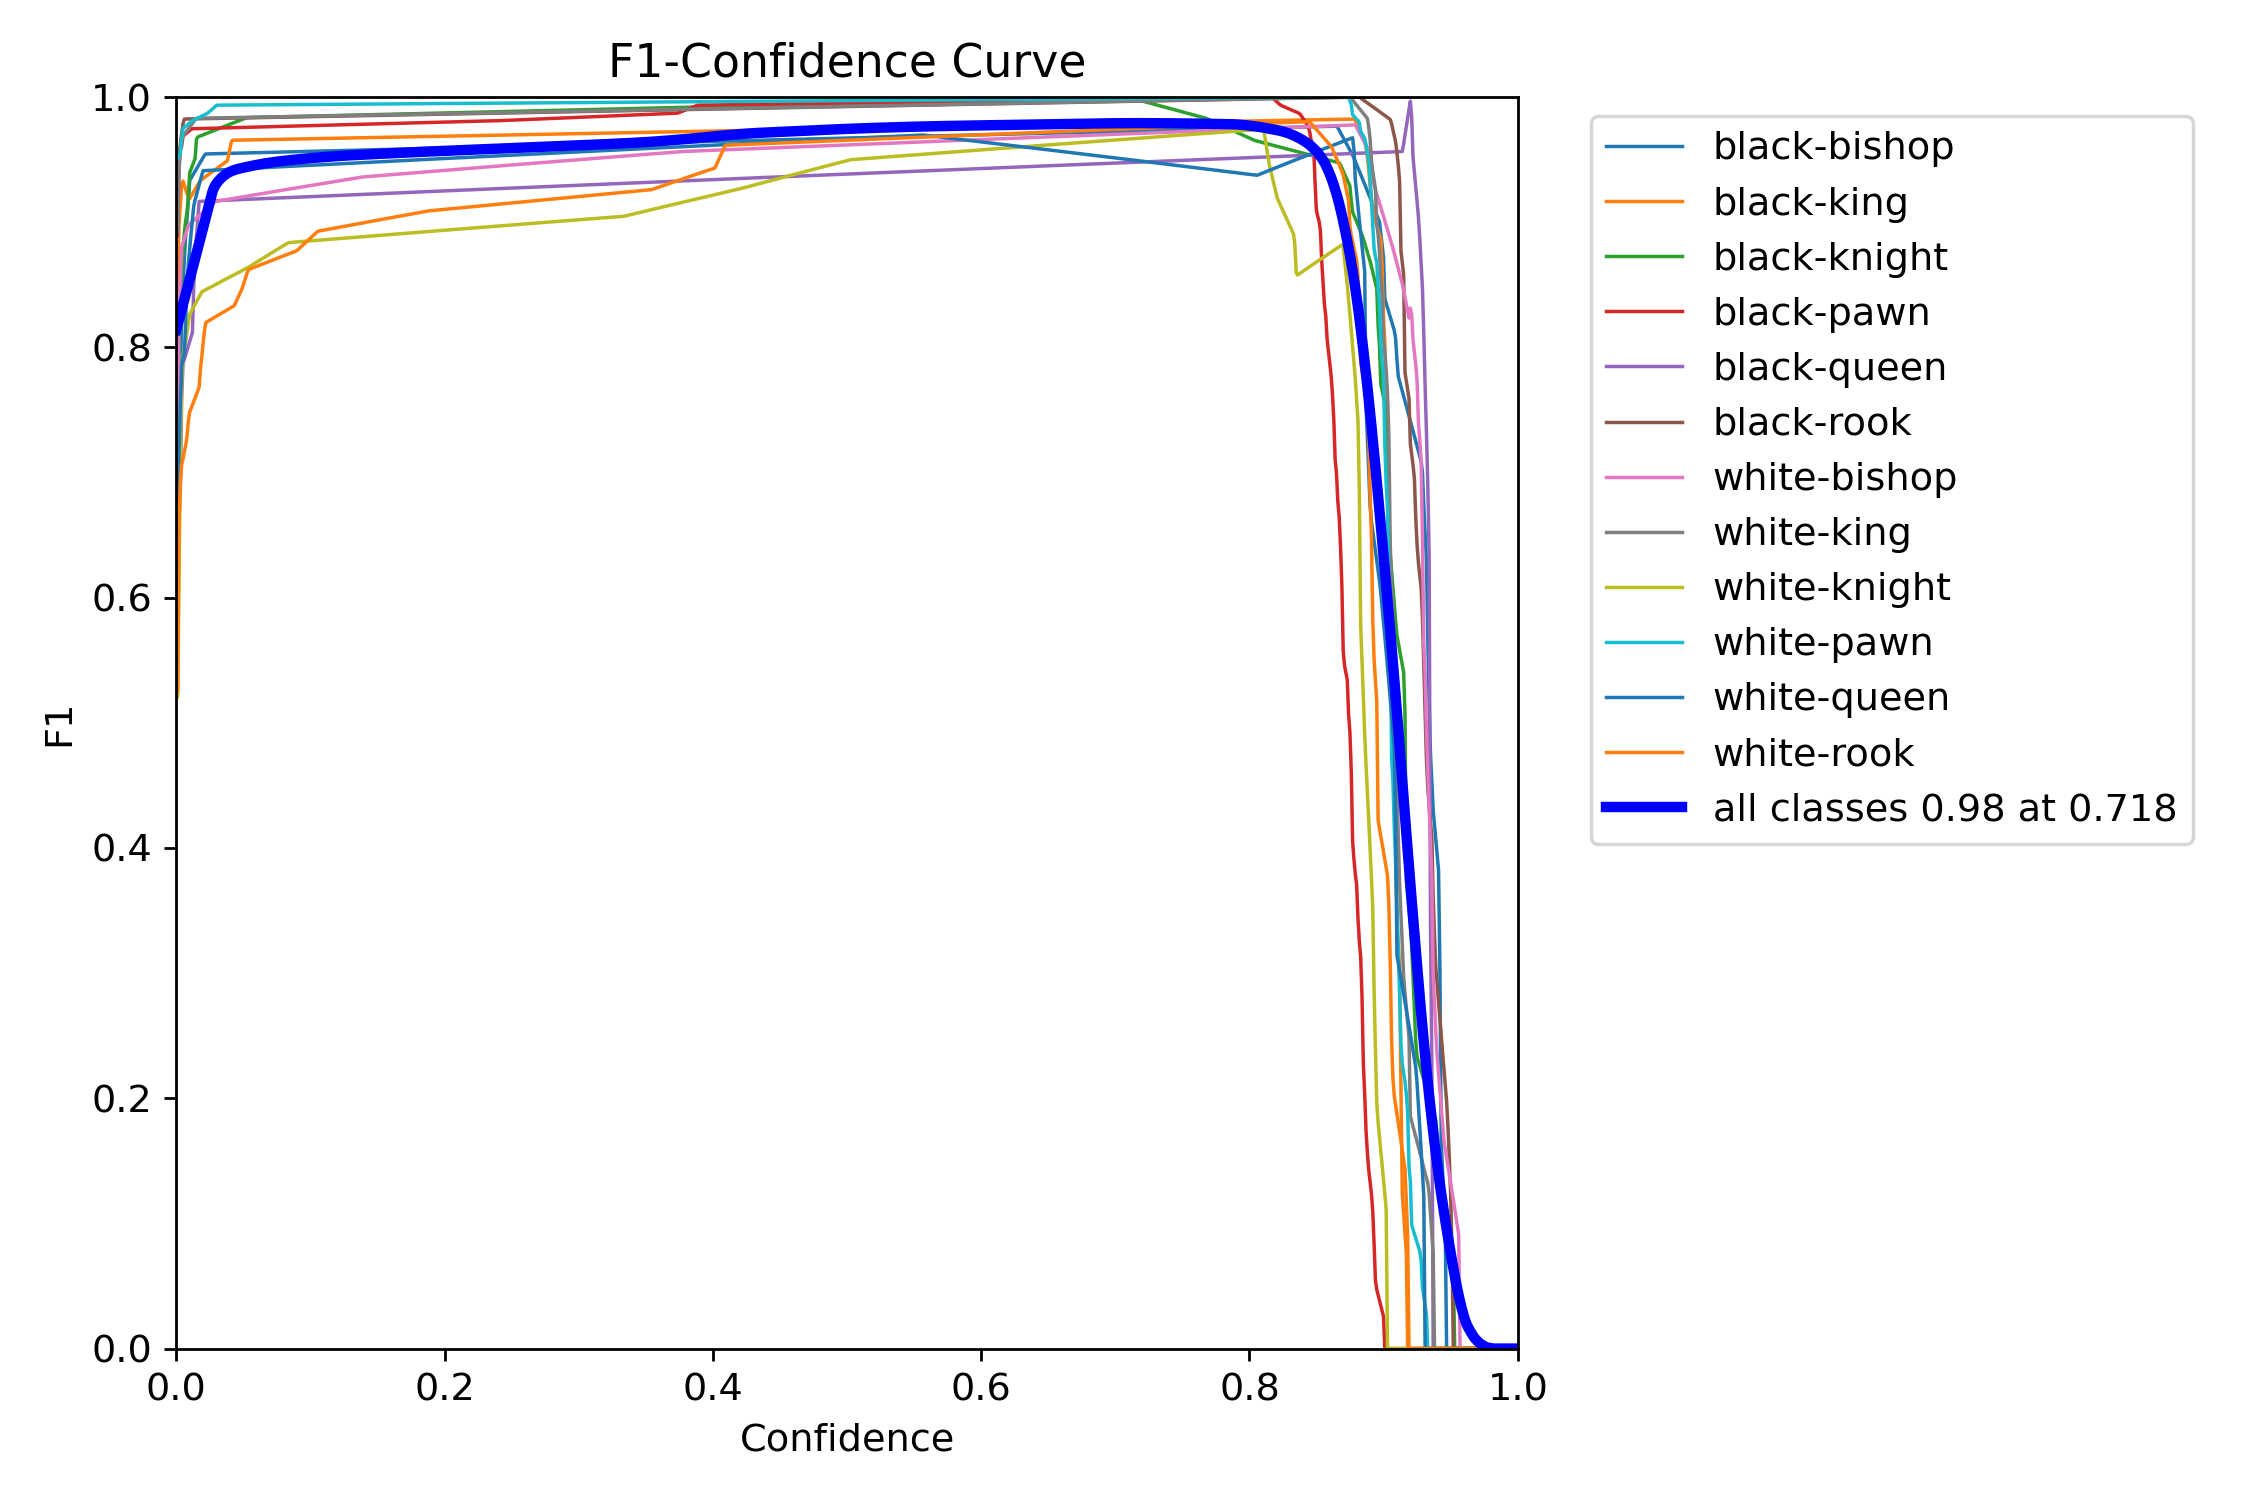 F1-Confidence Curve
1.0
0.8
0.6
0.4
0.2
0.0
F1
0.0 0.2 0.4 0.6 0.8 1.0
Confidence
black-bishop
black-king
black-knight
black-pawn
black-queen
black-rook
white-bishop
white-king
white-knight
white-pawn
white-queen
white-rook
all classes 0.98 at 0.718